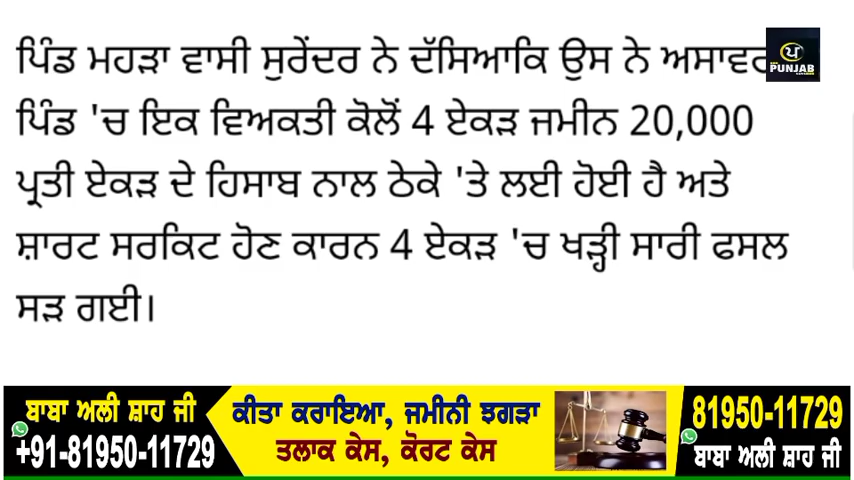 ਪਿੰਡ ਮਹੜਾ ਵਾਸੀ ਸੁਰੇਂਦਰ ਨੇ ਦੱਸਿਆਕਿ ਉਸ ਨੇ
ਪਿੰਡ 'ਚ ਇਕ ਵਿਅਕਤੀ ਕੋਲੋਂ 4 ਏਕੜ ਜਮੀਨ 20,000
ਪ੍ਰਤੀ ਏਕੜ ਦੇ ਹਿਸਾਬ ਨਾਲ ਠੇਕੇ 'ਤੇ ਲਈ ਹੋਈ ਹੈ ਅਤੇ
ਸ਼ਾਰਟ ਸਰਕਿਟ ਹੋਣ ਕਾਰਨ 4 ਏਕੜ 'ਚ ਖੜ੍ਹੀ ਸਾਰੀ ਫਸਲ
ਸੜ ਗਈ।
ਪ
PUNJAB
ਬਾਬਾ ਅਲੀ ਸ਼ਾਹ ਜੀ
+91-81950-11729
ਕੀਤਾ ਕਰਾਇਆ, ਜਮੀਨੀ ਝਗੜਾ
ਤਲਾਕ ਕੇਸ, ਕੋਰਟ ਕੇਸ
81950-11729
ਬਾਬਾ ਅਲੀ ਸ਼ਾਹ ਜੀ